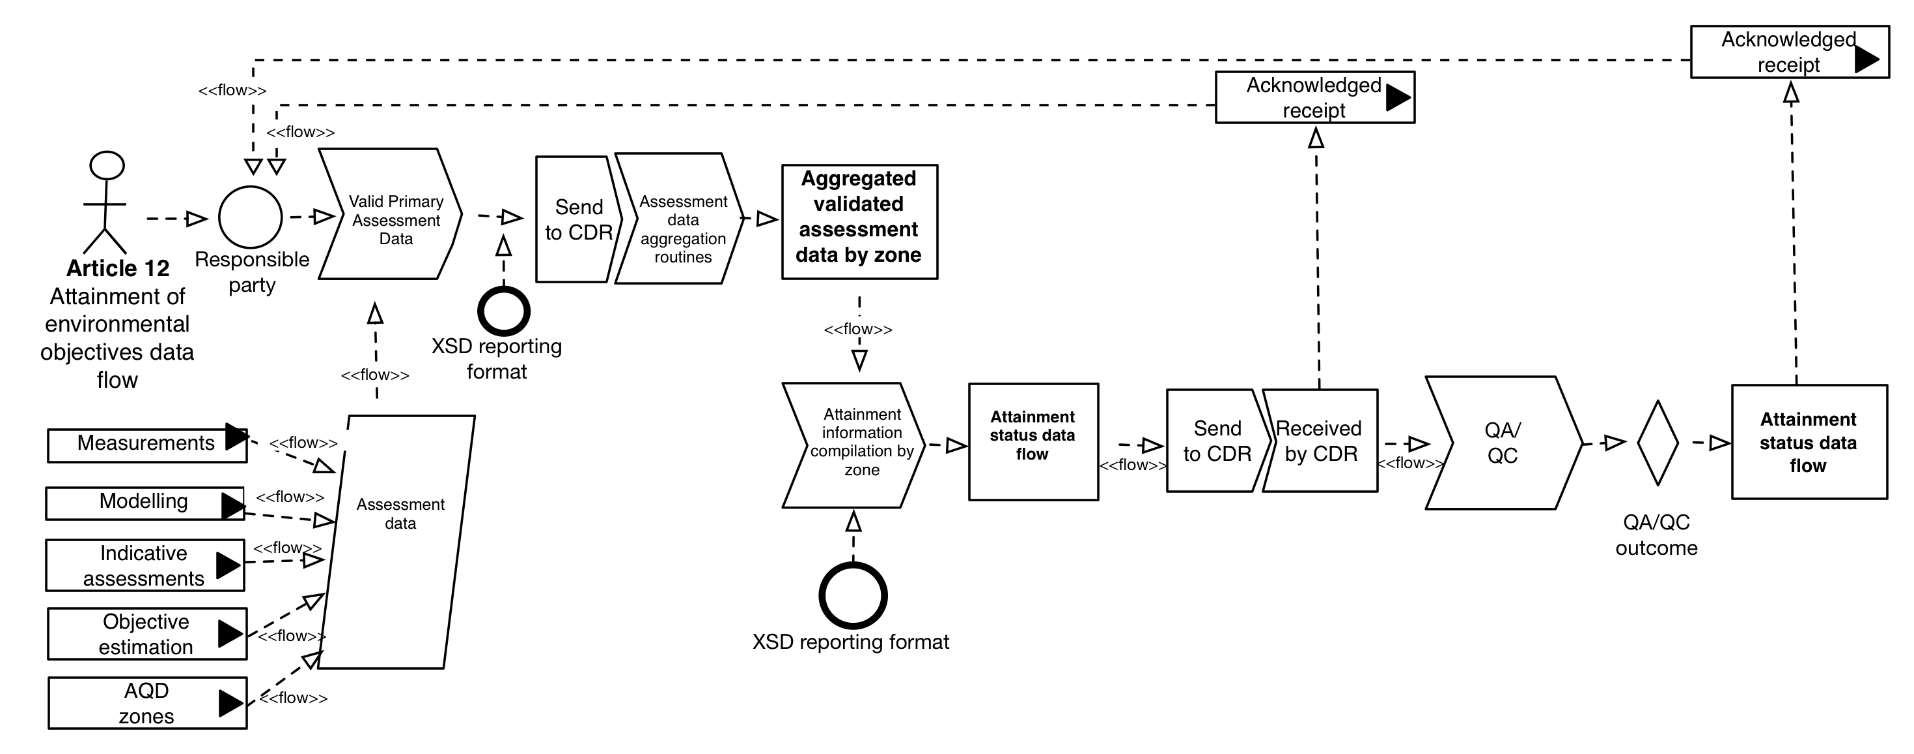 Acknowledged
receipt
<<flow>>
Acknowledged
receipt
<<flow>>
Article 12
Attainment of
environmental
objectives data
flow
Responsible
party
Valid Primary
Assessment
Data
XSD reporting
format
Send
to CDR
Assessment
data
aggregation
routines
Aggregated
validated
assessment
data by zone
<<flow>>
<<flow>>
Measurements
<<flow>>
Modelling
<<flow>>
Indicative
assessments
<<flow>>
Objective
estimation
<<flow>>
AQD
zones
<<flow>>
Assessment
data
Attainment
information
compilation by
zone
XSD reporting format
Attainment
status data
flow
<<flow>>
Send
to CDR
Received
by CDR
<<flow>>
QA/
QC
QA/QC
outcome
Attainment
status data
flow